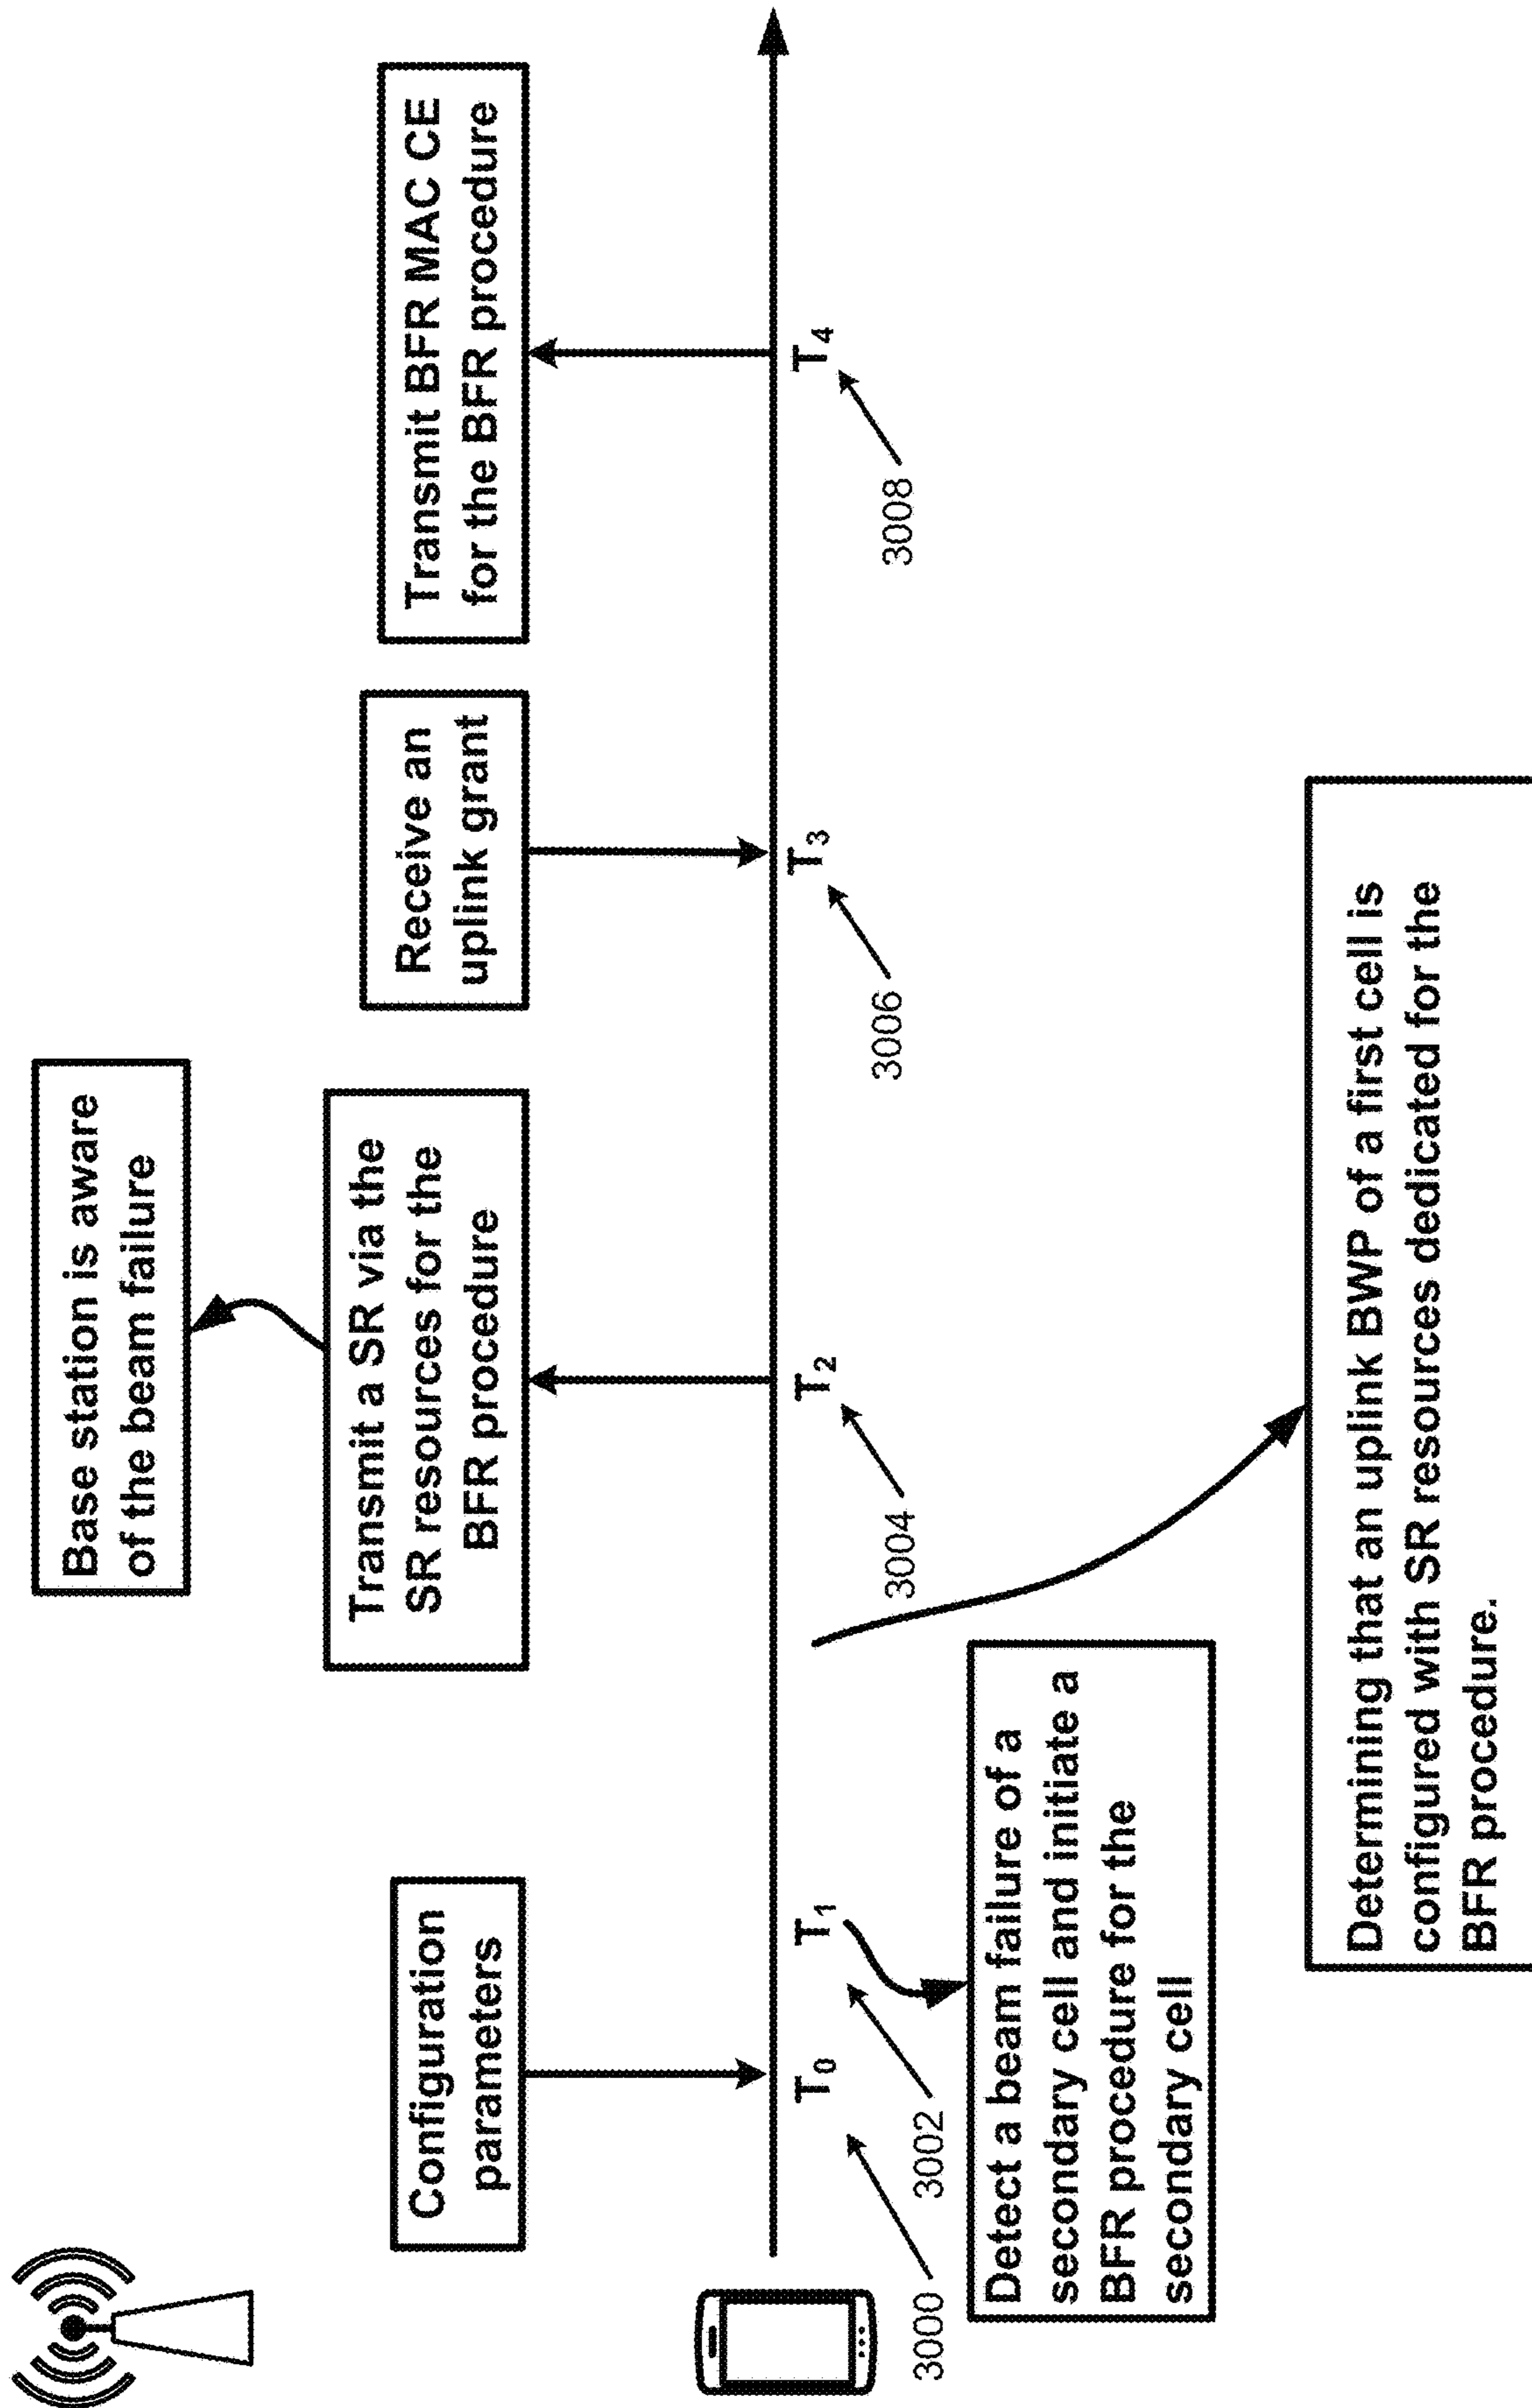 Base station is aware
of the beam failure
Configuration
parameters
Transmit a SR via the
SR resources for the
BFR procedure
Receive an
uplink grant
Transmit BFR MAC CE
for the BFR procedure
T0
T1
T2
T3
T4
3000
3002
3004
3006
3008
Detect a beam failure of a
secondary cell and initiate a
BFR procedure for the
secondary cell
Determining that an uplink BWP of a first cell is
configured with SR resources dedicated for the
BFR procedure.